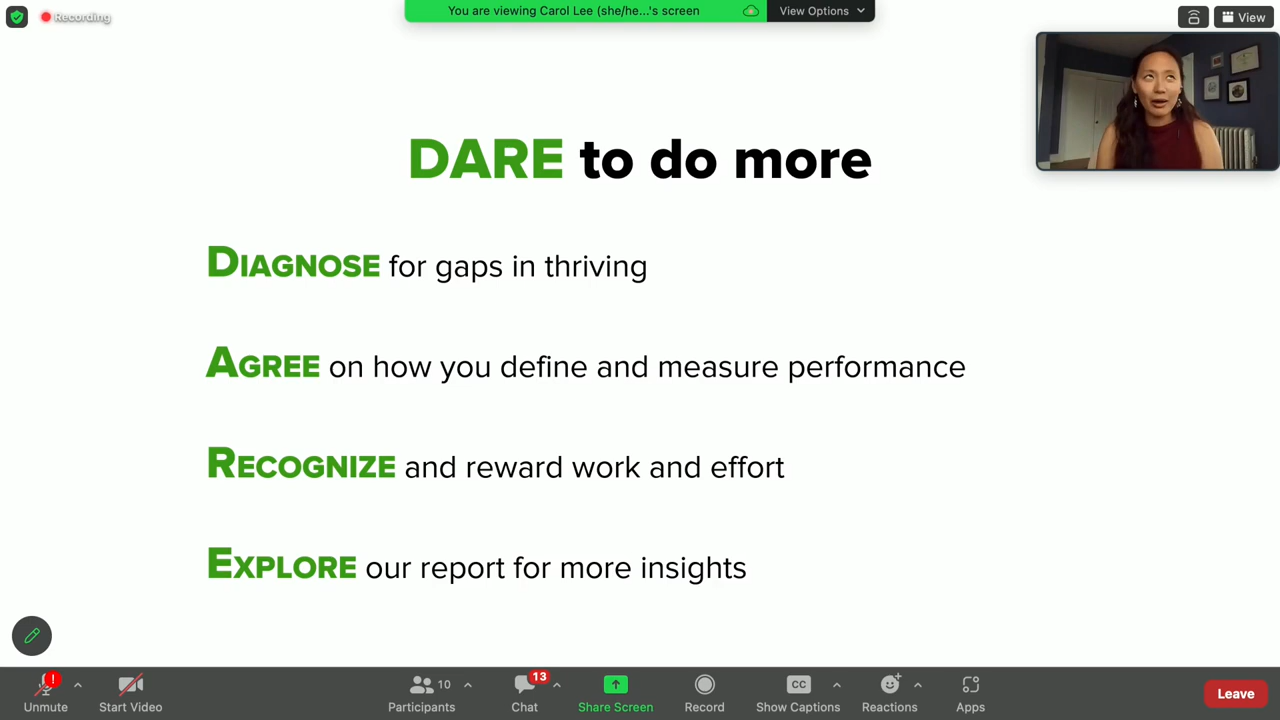 Recording
You are viewing Carol Lee (she/he...'s screen
View Options
View
DARE to do more
DIAGNOSE for gaps in thriving
AGREE on how you define and measure performance
RECOGNIZE and reward work and effort
EXPLORE our report for more insights
!
10
13
CC
Unmute
Start Video
Participants
Chat
Share Screen
Record
Show Captions
Reactions
Apps
Leave